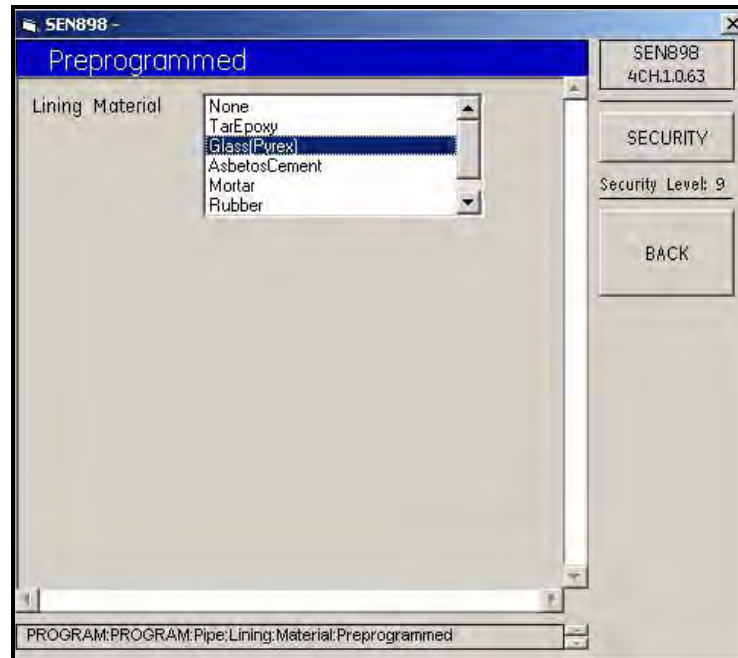 SEN898 -
Preprogrammed
Lining Material
None
TarEpoxy
Glass(Pyrex)
AsbetosCement
Mortar
Rubber
SEN898
4CH.1.0.63
SECURITY
Security Level: 9
BACK
PROGRAM:PROGRAM:Pipe:Lining:Material:Preprogrammed